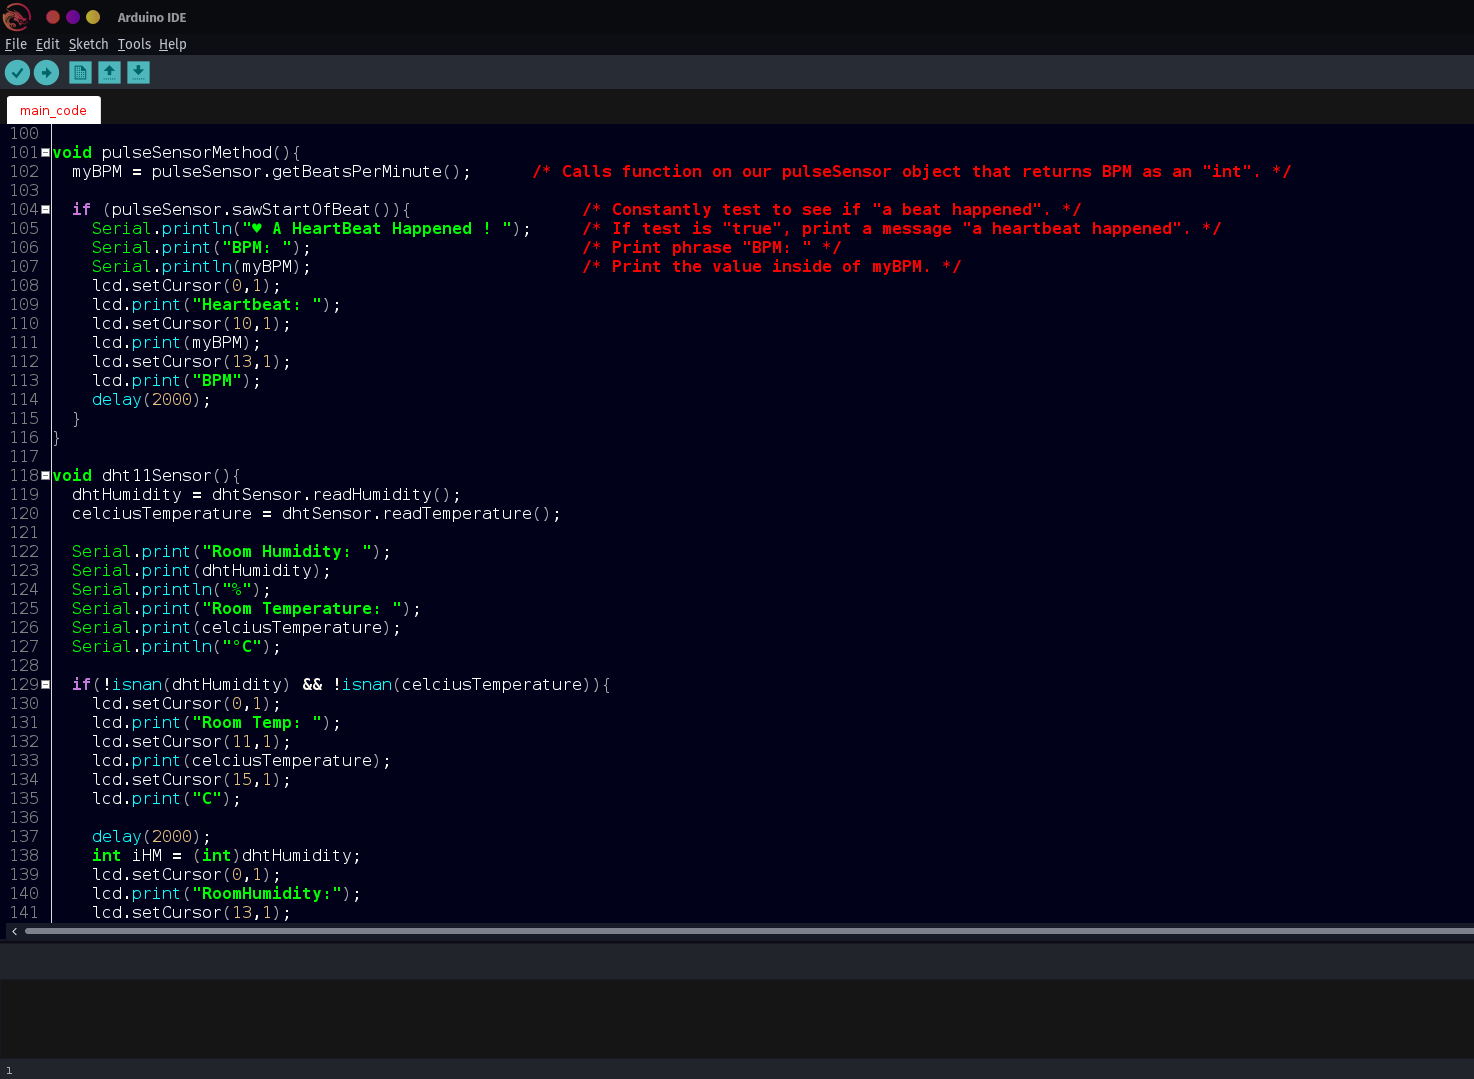 Arduino IDE
File Edit Sketch Tools Help
main_code
100
101 void pulseSensorMethod(){
102   myBPM = pulseSensor.getBeatsPerMinute();      /* Calls function on our pulseSensor object that returns BPM as an "int". */
103
104   if (pulseSensor.sawStartOfBeat()){                 /* Constantly test to see if "a beat happened". */
105     Serial.println("♥ A HeartBeat Happened ! ");     /* If test is "true", print a message "a heartbeat happened". */
106     Serial.print("BPM: ");                           /* Print phrase "BPM: " */
107     Serial.println(myBPM);                           /* Print the value inside of myBPM. */
108     lcd.setCursor(0,1);
109     lcd.print("Heartbeat: ");
110     lcd.setCursor(10,1);
111     lcd.print(myBPM);
112     lcd.setCursor(13,1);
113     lcd.print("BPM");
114     delay(2000);
115   }
116 }
117
118 void dht11Sensor(){
119   dhtHumidity = dhtSensor.readHumidity();
120   celciusTemperature = dhtSensor.readTemperature();
121
122   Serial.print("Room Humidity: ");
123   Serial.print(dhtHumidity);
124   Serial.println("%");
125   Serial.print("Room Temperature: ");
126   Serial.print(celciusTemperature);
127   Serial.println("°C");
128
129   if(!isnan(dhtHumidity) && !isnan(celciusTemperature)){
130     lcd.setCursor(0,1);
131     lcd.print("Room Temp: ");
132     lcd.setCursor(11,1);
133     lcd.print(celciusTemperature);
134     lcd.setCursor(15,1);
135     lcd.print("C");
136
137     delay(2000);
138     int iHM = (int)dhtHumidity;
139     lcd.setCursor(0,1);
140     lcd.print("RoomHumidity:");
141     lcd.setCursor(13,1);
1